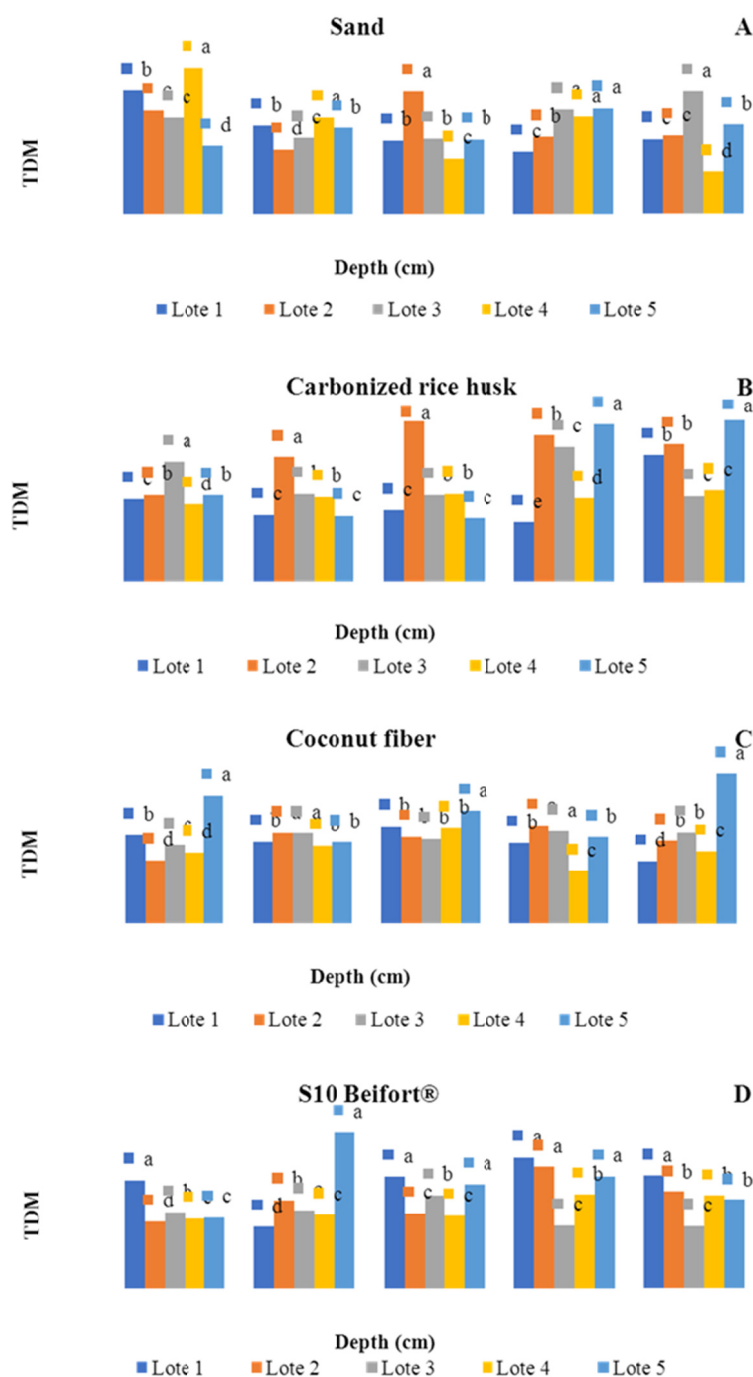 Sand A
b c a d
b d c a b
b a b c b
c b a a a
c c a d b
TDM
Depth (cm)
Lote 1 Lote 2 Lote 3 Lote 4 Lote 5
Carbonized rice husk B
c b a d b
c a b b c
c a b b c
e b c d a
b b c c a
TDM
Depth (cm)
Lote 1 Lote 2 Lote 3 Lote 4 Lote 5
Coconut fiber C
b d d a
b a b b
b b b b a
b a c b
d b b c a
TDM
Depth (cm)
Lote 1 Lote 2 Lote 3 Lote 4 Lote 5
S10 Beifort® D
a d b c c
d b c c a
a c b c a
a a c b a
a b c b b
TDM
Depth (cm)
Lote 1 Lote 2 Lote 3 Lote 4 Lote 5